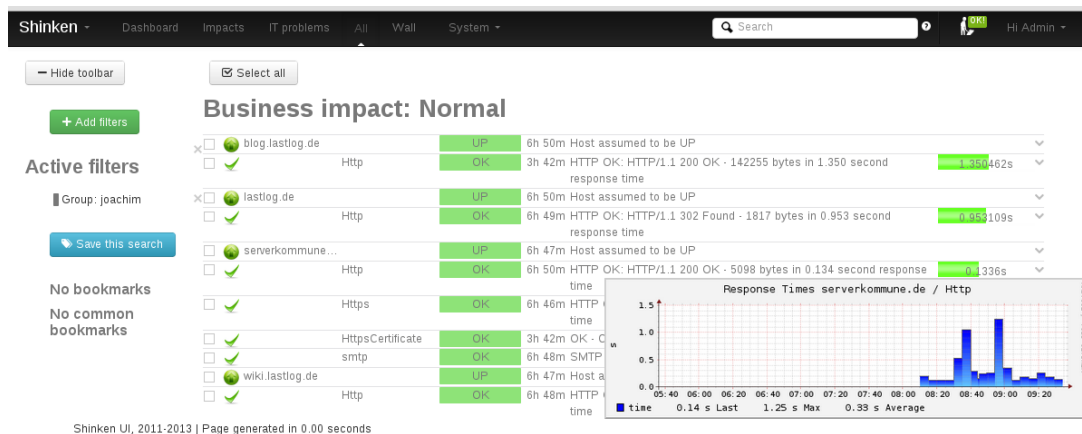 Shinken Dashboard Impacts IT problems All Wall System Search OK! Hi Admin
Hide toolbar Select all
Add filters
Business impact: Normal
Active filters
Group: joachim
Save this search
No bookmarks
No common
bookmarks
blog.lastlog.de UP 6h 50m Host assumed to be UP
Http OK 3h 42m HTTP OK: HTTP/1.1 200 OK - 142255 bytes in 1.350 second 1.350462s
response time
lastlog.de UP 6h 50m Host assumed to be UP
Http OK 6h 49m HTTP OK: HTTP/1.1 302 Found - 1817 bytes in 0.953 second 0.953109s
response time
serverkommune... UP 6h 47m Host assumed to be UP
Http OK 6h 50m HTTP OK: HTTP/1.1 200 OK - 5098 bytes in 0.134 second response 0.1336s
time
Https OK 6h 46m HTTP
time
HttpsCertificate OK 3h 42m OK - C
smtp OK 6h 48m SMTP
wiki.lastlog.de UP 6h 47m Host a
Http OK 6h 48m HTTP
time
Response Times serverkommune.de / Http
1.5
1.0
s
0.5
0.0
05:40 06:00 06:20 06:40 07:00 07:20 07:40 08:00 08:20 08:40 09:00 09:20
time 0.14 s Last 1.25 s Max 0.33 s Average
Shinken UI, 2011-2013 | Page generated in 0.00 seconds